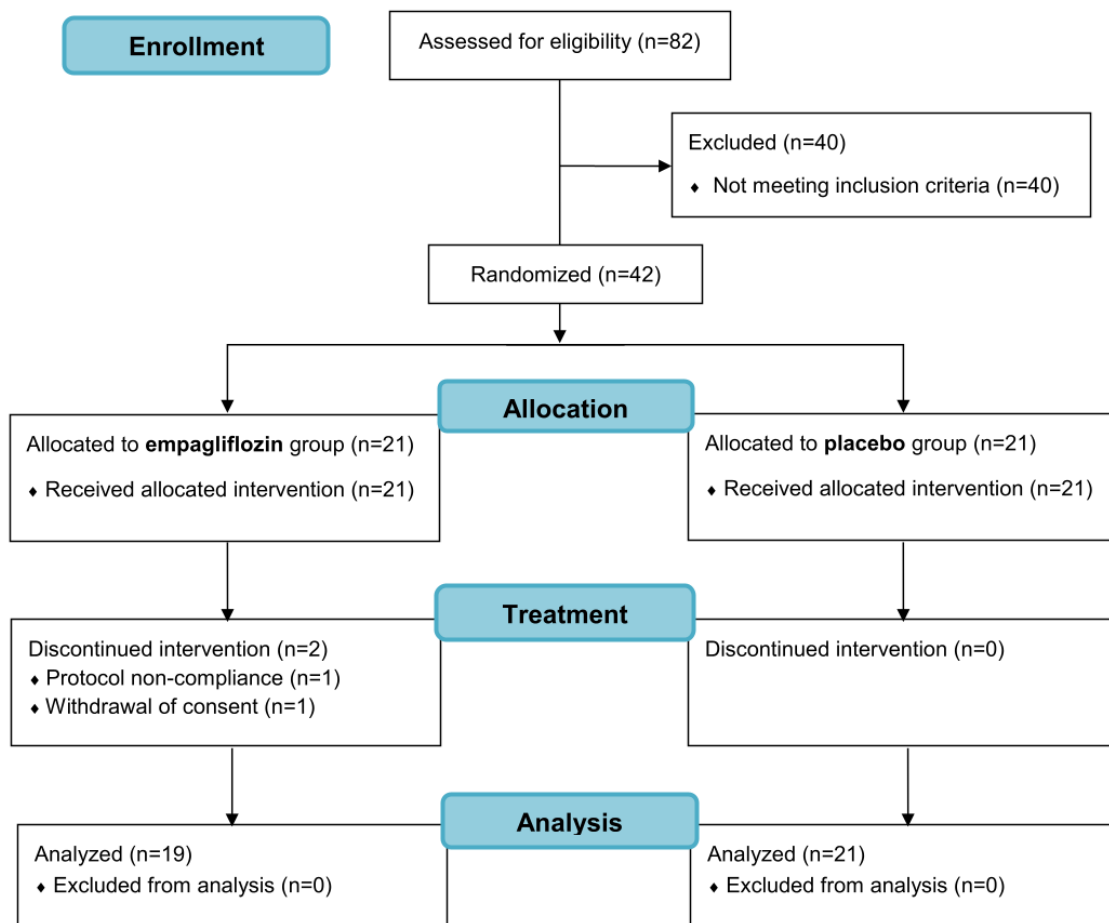 Enrollment
Assessed for eligibility (n=82)
Excluded (n=40)
♦ Not meeting inclusion criteria (n=40)
Randomized (n=42)
Allocation
Allocated to empagliflozin group (n=21)
♦ Received allocated intervention (n=21)
Allocated to placebo group (n=21)
♦ Received allocated intervention (n=21)
Treatment
Discontinued intervention (n=2)
♦ Protocol non-compliance (n=1)
♦ Withdrawal of consent (n=1)
Discontinued intervention (n=0)
Analysis
Analyzed (n=19)
♦ Excluded from analysis (n=0)
Analyzed (n=21)
♦ Excluded from analysis (n=0)